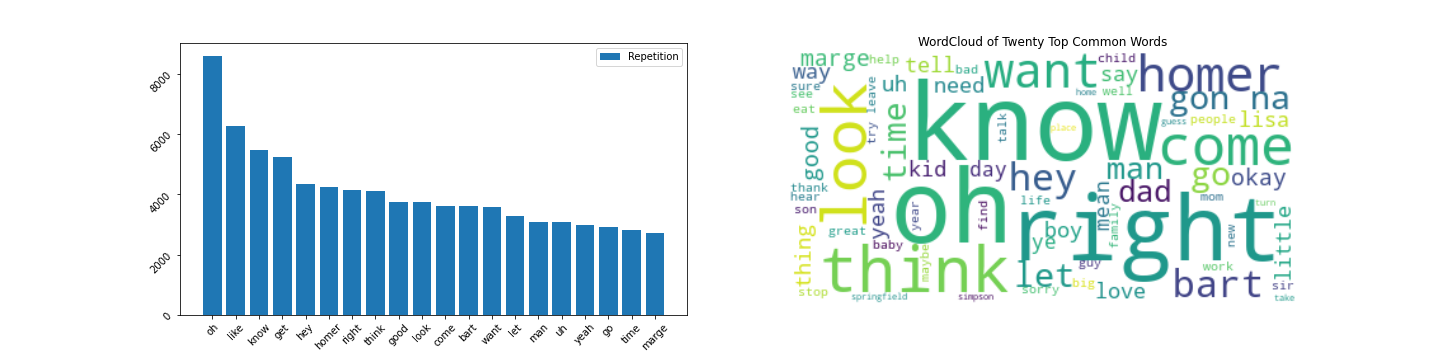 Repetition
8000
6000
4000
2000
0
oh like know get hey homer right think good look come bart want let man uh yeah go time marge
WordCloud of Twenty Top Common Words
marge help tell bad want child homer
way uh need home say well gon na
sure see eat look leave try time know talk place guess people lisa come
good kid day hey man go okay
thank hear son yeah year oh find life right mean dad mom turn
great baby ye boy family new little
thing think maybe let guy work
stop springfield simpson sorry big love bart sir take